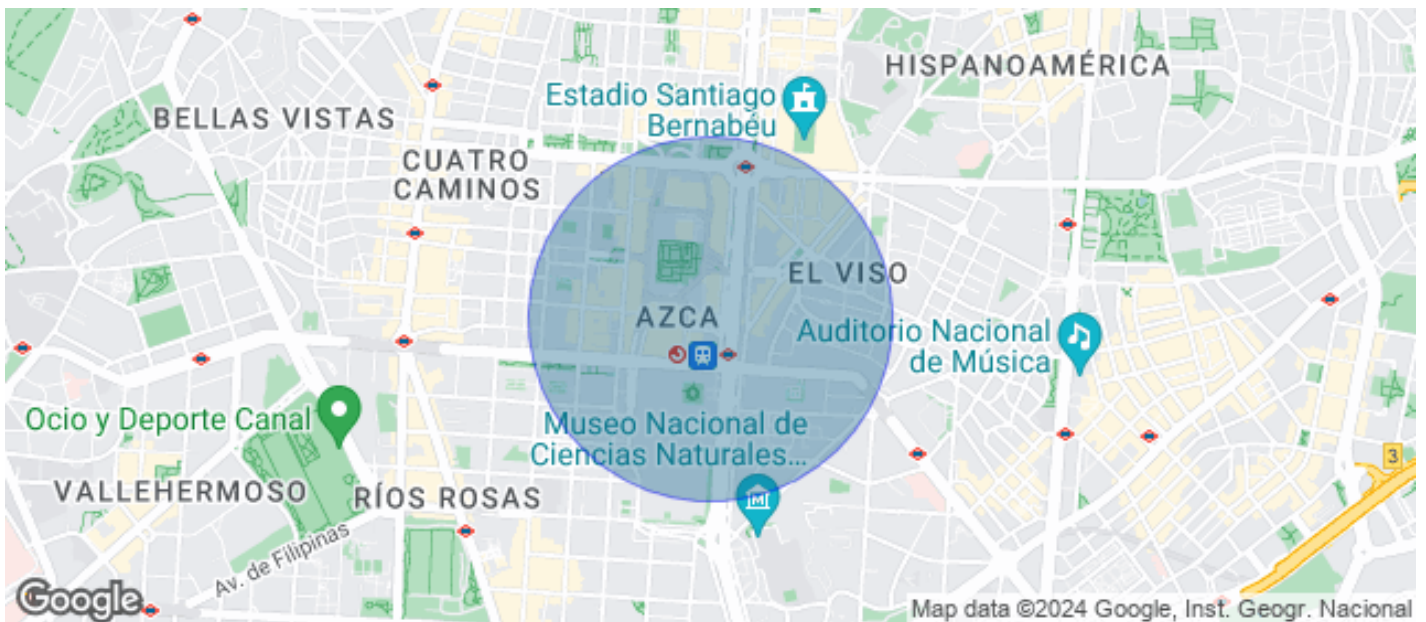 HISPANOAMÉRICA
Estadio Santiago
Bernabéu
BELLAS VISTAS
CUATRO
CAMINOS
EL VISO
AZCA
Auditorio Nacional
de Música
Ocio y Deporte Canal
Museo Nacional de
Ciencias Naturales...
3
VALLEHERMOSO
RÍOS ROSAS
Av. de Filipinas
Google
Map data ©2024 Google, Inst. Geogr. Nacional